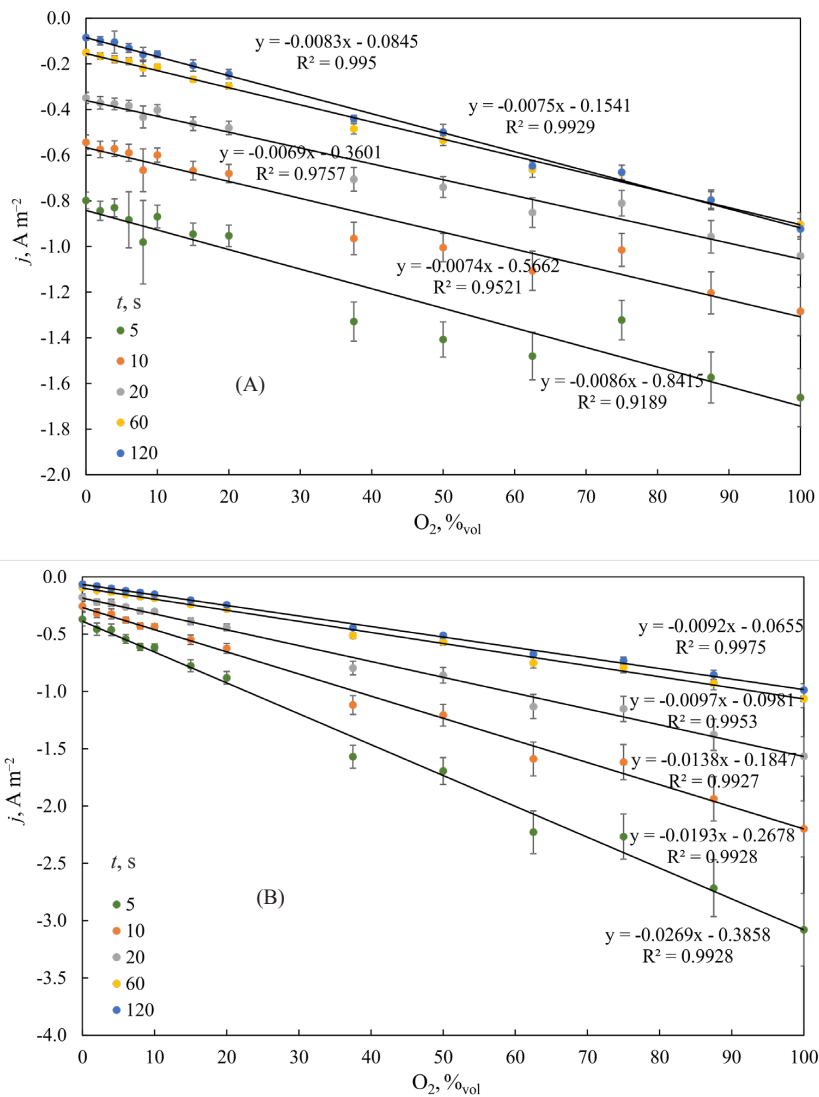 0.0
-0.2
-0.4
-0.6
-0.8
-1.0
-1.2
-1.4
-1.6
-1.8
-2.0
j, A m−2
y = -0.0083x - 0.0845
R² = 0.995
y = -0.0075x - 0.1541
R² = 0.9929
y = -0.0069x - 0.3601
R² = 0.9757
y = -0.0074x - 0.5662
R² = 0.9521
y = -0.0086x - 0.8415
R² = 0.9189
t, s
5
10
20
60
120
(A)
0 10 20 30 40 50 60 70 80 90 100
O2, %vol
0.0
-0.5
-1.0
-1.5
-2.0
-2.5
-3.0
-3.5
-4.0
j, A m−2
y = -0.0092x - 0.0655
R² = 0.9975
y = -0.0097x - 0.0981
R² = 0.9953
y = -0.0138x - 0.1847
R² = 0.9927
y = -0.0193x - 0.2678
R² = 0.9928
y = -0.0269x - 0.3858
R² = 0.9928
t, s
5
10
20
60
120
(B)
0 10 20 30 40 50 60 70 80 90 100
O2, %vol